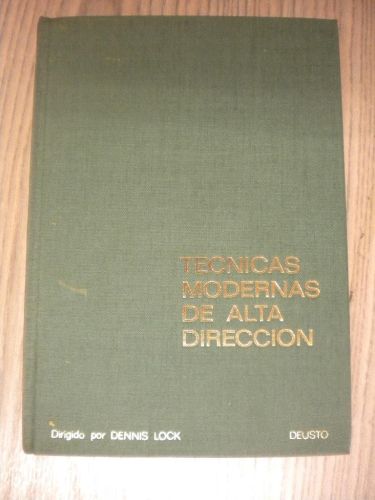 TECNICAS
MODERNAS
DE ALTA
DIRECCION
Dirigido por DENNIS LOCK
DEUSTO